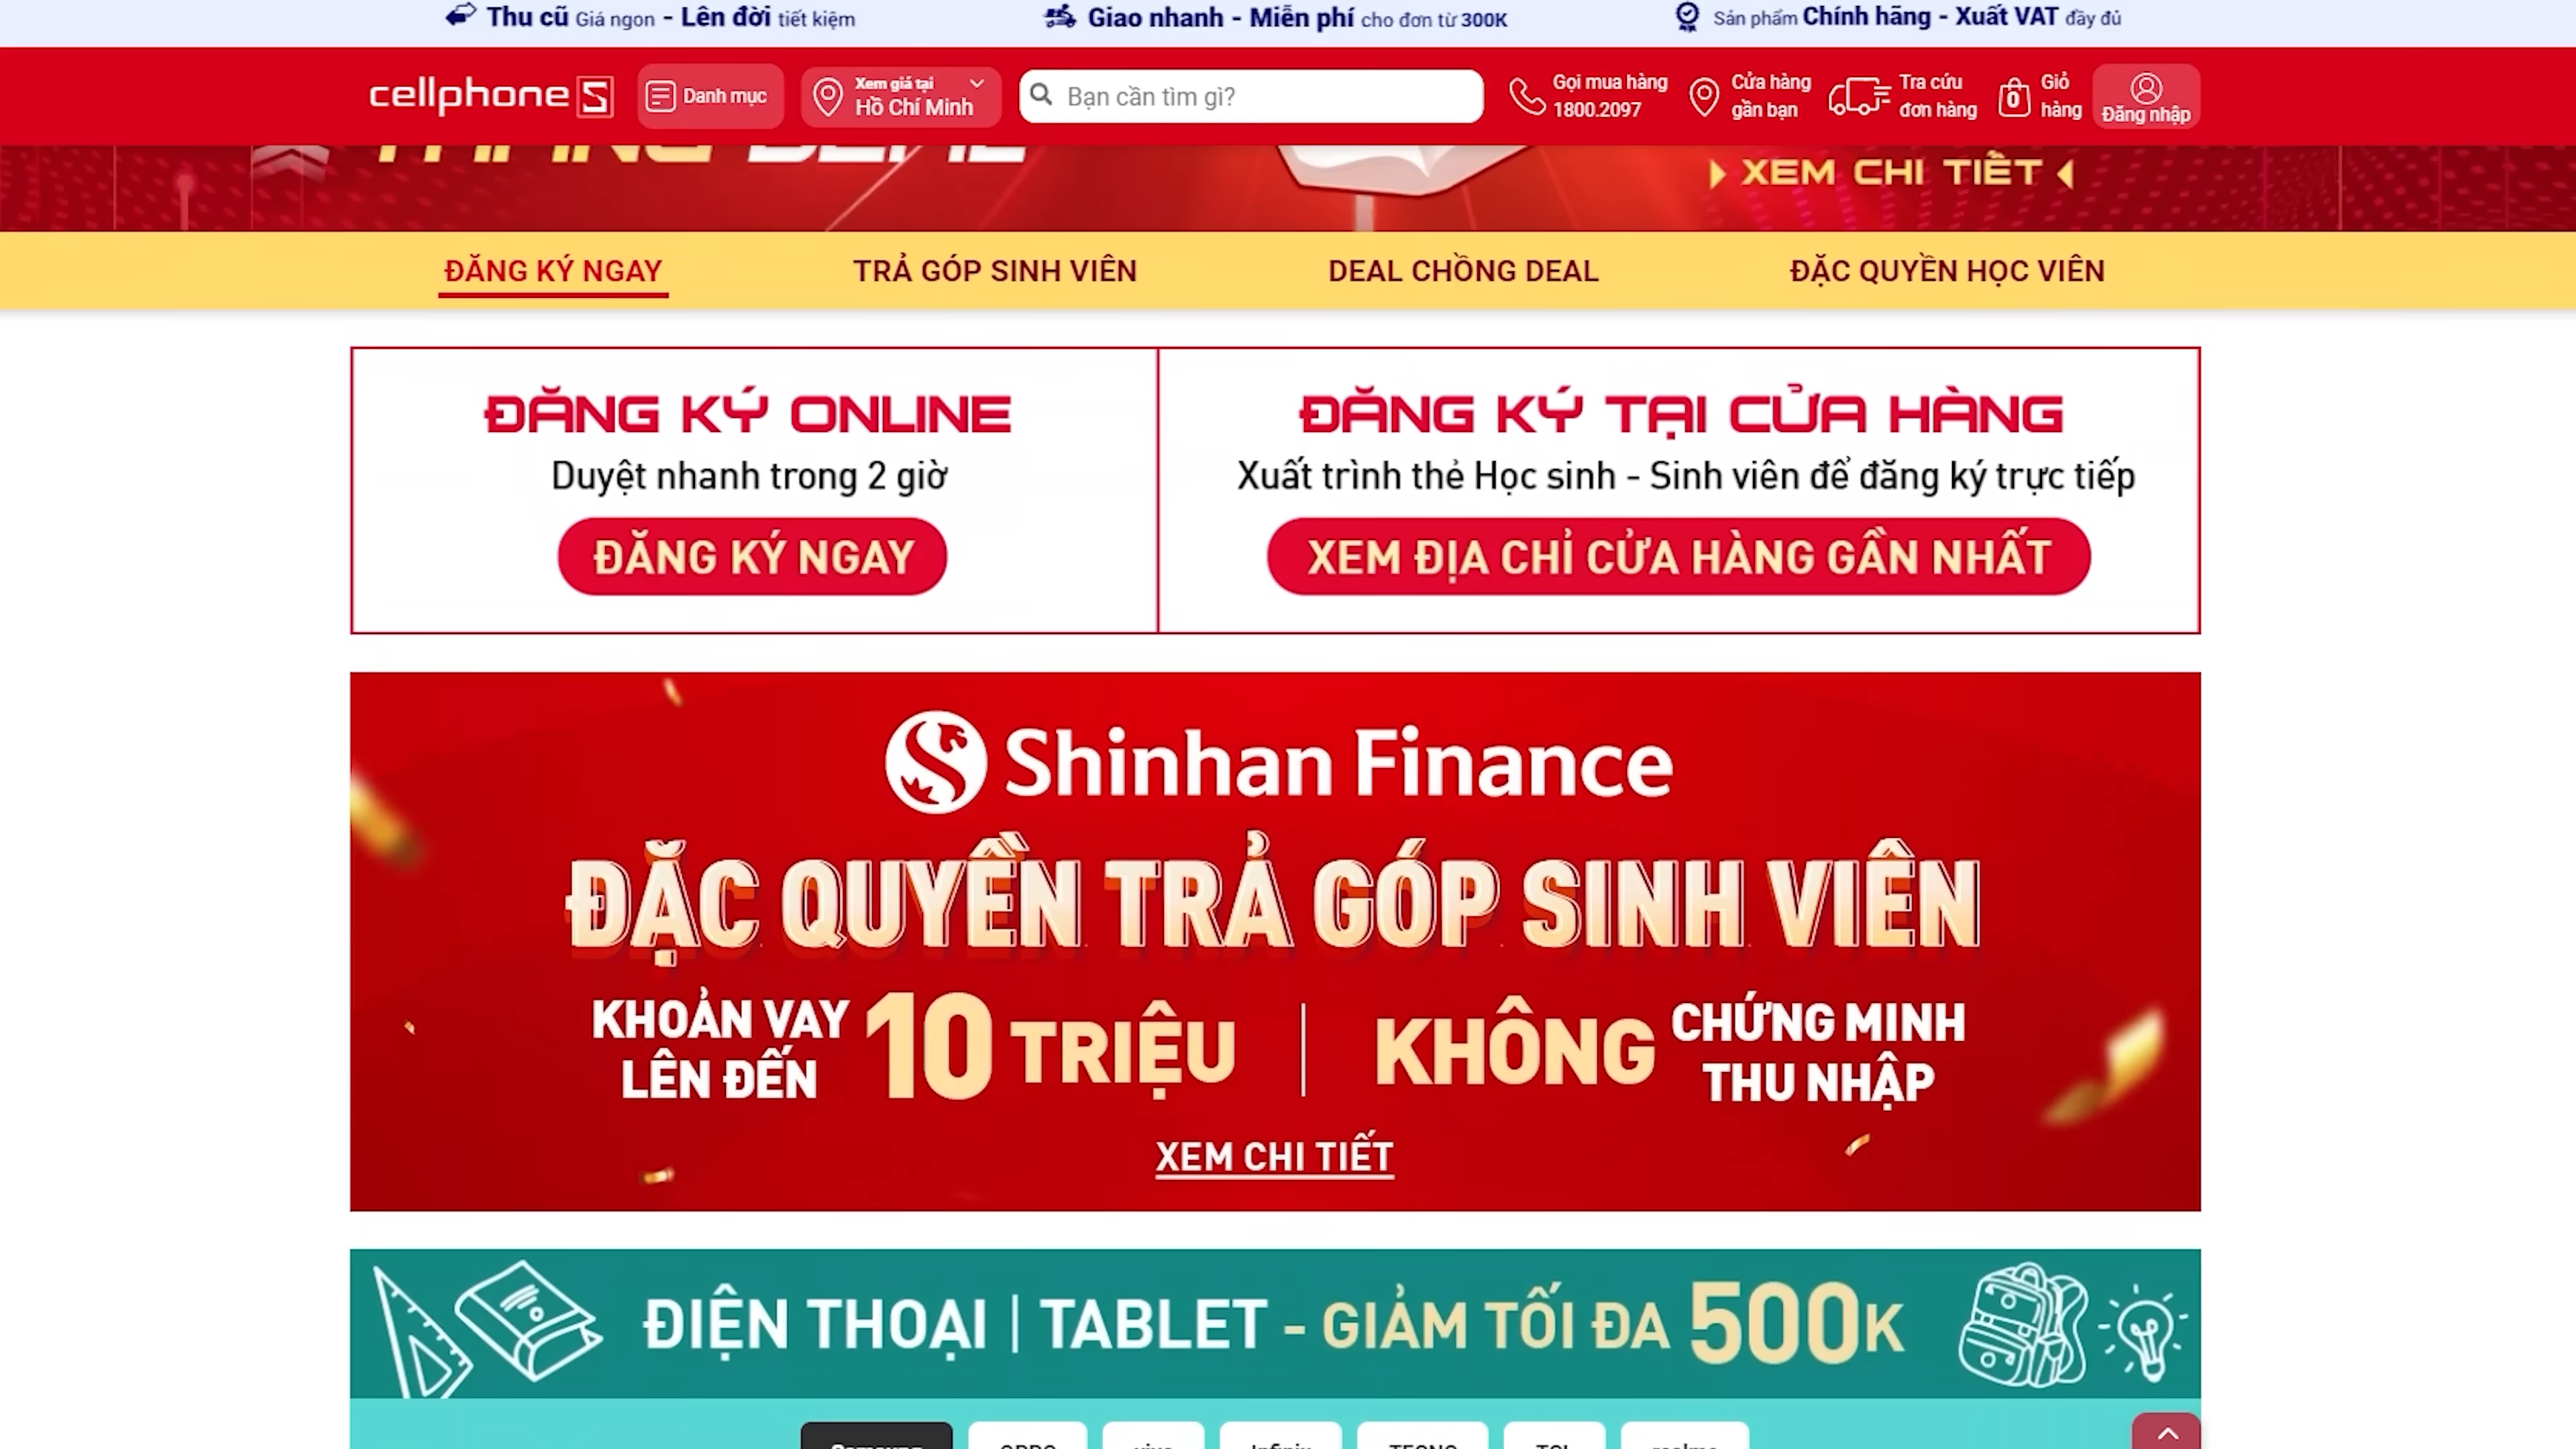 Thu cũ Giá ngon - Lên đời tiết kiệm
Giao nhanh - Miễn phí cho đơn từ 300K
Sản phẩm Chính hãng - Xuất VAT đầy đủ
cellphoneS
Danh mục
Xem giá tại
Hồ Chí Minh
Bạn cần tìm gì?
Gọi mua hàng
1800.2097
Cửa hàng
gần bạn
Tra cứu
đơn hàng
0
Giỏ
hàng
Đăng nhập
XEM CHI TIẾT
ĐĂNG KÝ NGAY
TRẢ GÓP SINH VIÊN
DEAL CHỒNG DEAL
ĐẶC QUYỀN HỌC VIÊN
ĐĂNG KÝ ONLINE
Duyệt nhanh trong 2 giờ
ĐĂNG KÝ NGAY
ĐĂNG KÝ TẠI CỬA HÀNG
Xuất trình thẻ Học sinh - Sinh viên để đăng ký trực tiếp
XEM ĐỊA CHỈ CỬA HÀNG GẦN NHẤT
Shinhan Finance
ĐẶC QUYỀN TRẢ GÓP SINH VIÊN
KHOẢN VAY
LÊN ĐẾN
10 TRIỆU
KHÔNG
CHỨNG MINH
THU NHẬP
XEM CHI TIẾT
ĐIỆN THOẠI | TABLET - GIẢM TỐI ĐA 500K